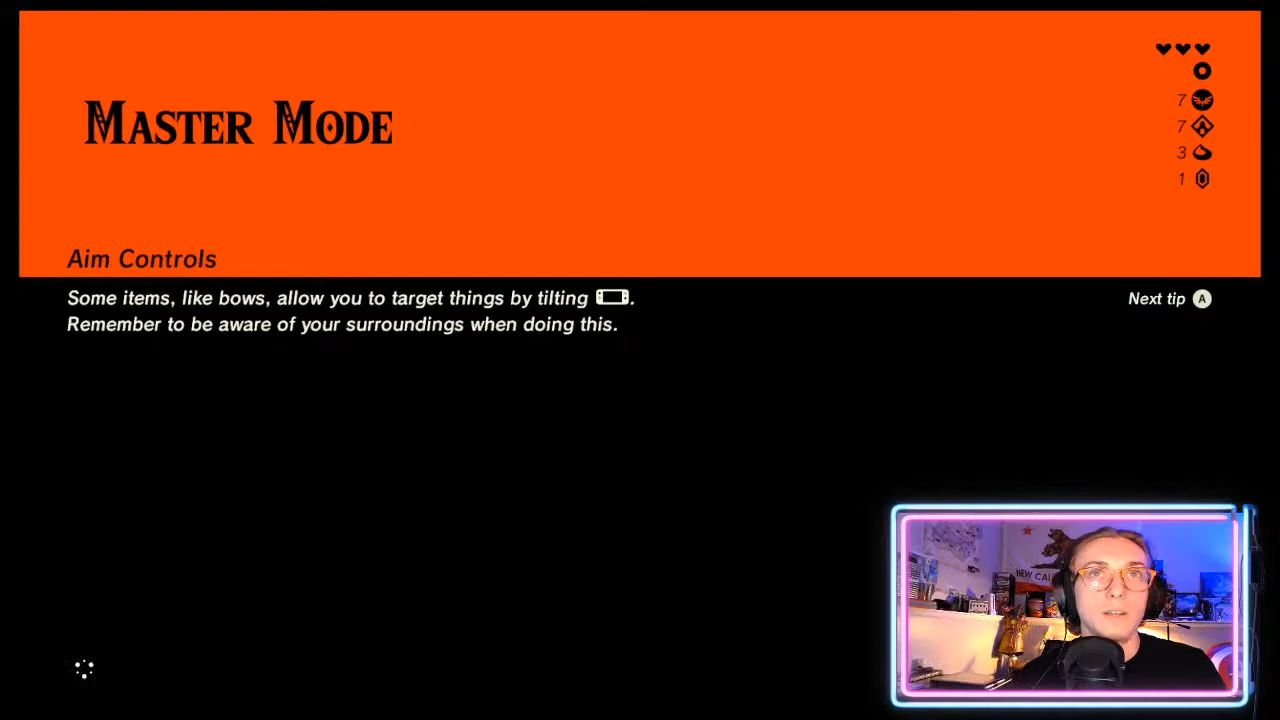 Master Mode
7
7
3
1
Aim Controls
Some items, like bows, allow you to target things by tilting .
Remember to be aware of your surroundings when doing this.
Next tip A
NEW CAL